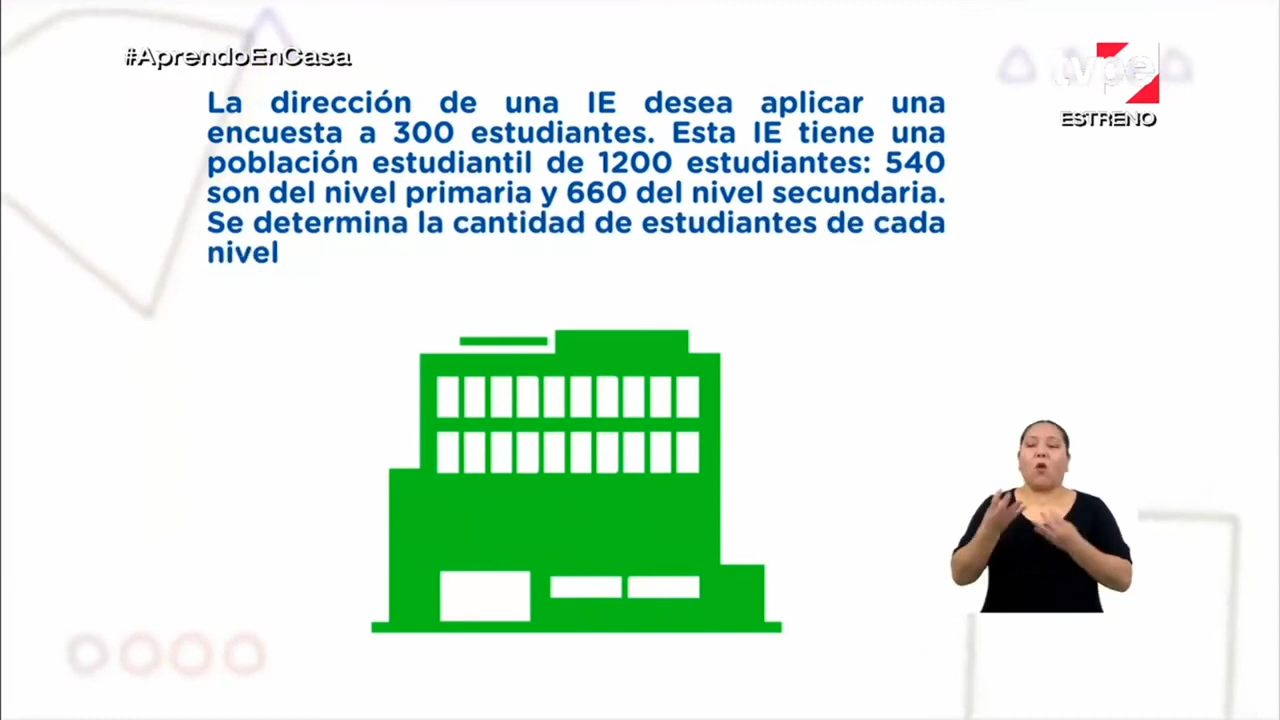 #AprendoEnCasa
tvpe
ESTRENO
La dirección de una IE desea aplicar una
encuesta a 300 estudiantes. Esta IE tiene una
población estudiantil de 1200 estudiantes: 540
son del nivel primaria y 660 del nivel secundaria.
Se determina la cantidad de estudiantes de cada
nivel